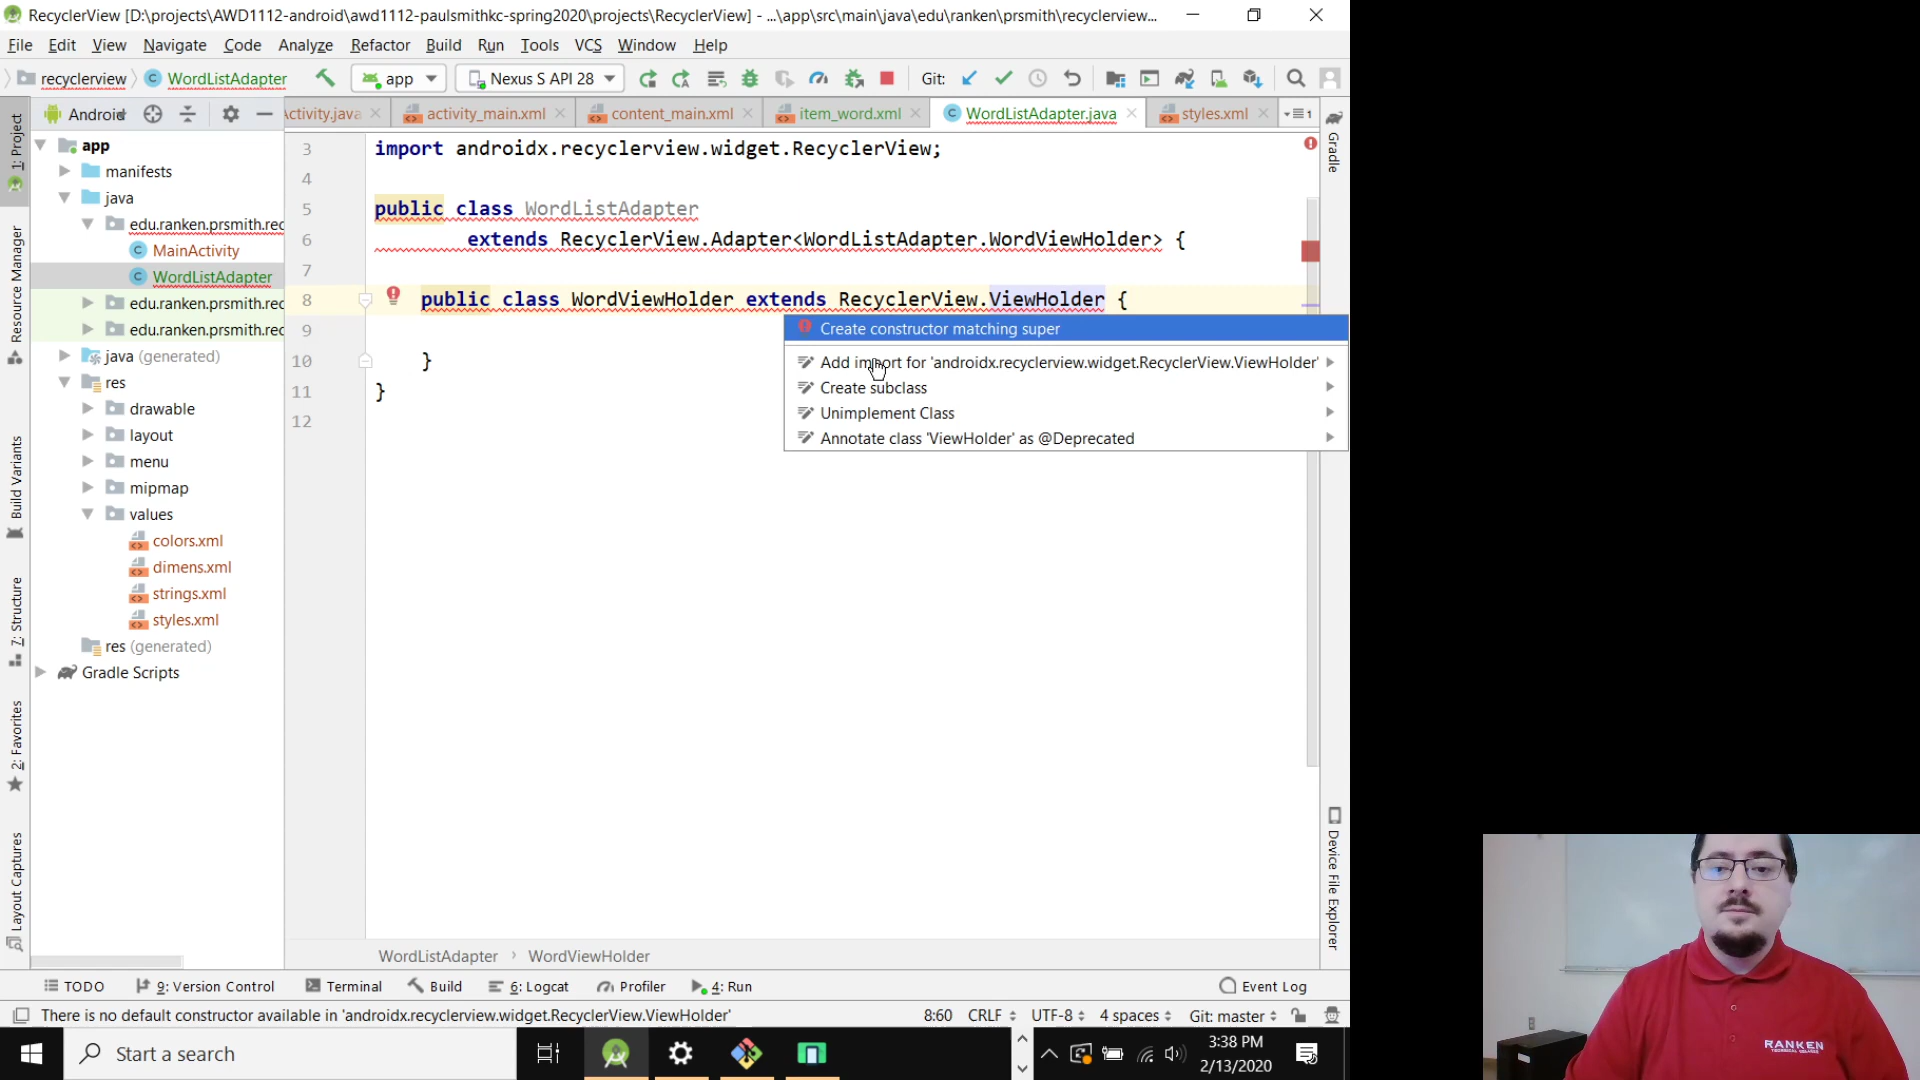 RecyclerView [D:\projects\AWD1112-android\awd1112-paulsmithkc-spring2020\projects\RecyclerView] - ...\app\src\main\java\edu\ranken\prsmith\recyclerview...
File Edit View Navigate Code Analyze Refactor Build Run Tools VCS Window Help
recyclerview WordListAdapter app Nexus S API 28 Git:
Android
ctivity.java activity_main.xml content_main.xml item_word.xml WordListAdapter.java styles.xml 1
1: Project
Resource Manager
Build Variants
7: Structure
2: Favorites
Layout Captures
app
manifests
java
edu.ranken.prsmith.rec
MainActivity
WordListAdapter
edu.ranken.prsmith.rec
edu.ranken.prsmith.rec
java (generated)
res
drawable
layout
menu
mipmap
values
colors.xml
dimens.xml
strings.xml
styles.xml
res (generated)
Gradle Scripts
3 import androidx.recyclerview.widget.RecyclerView;
4
5 public class WordListAdapter
6 extends RecyclerView.Adapter<WordListAdapter.WordViewHolder> {
7
8 public class WordViewHolder extends RecyclerView.ViewHolder {
9
10 }
11 }
12
Create constructor matching super
Add import for 'androidx.recyclerview.widget.RecyclerView.ViewHolder'
Create subclass
Unimplement Class
Annotate class 'ViewHolder' as @Deprecated
Gradle
Device File Explorer
WordListAdapter › WordViewHolder
TODO 9: Version Control Terminal Build 6: Logcat Profiler 4: Run Event Log
There is no default constructor available in 'androidx.recyclerview.widget.RecyclerView.ViewHolder' 8:60 CRLF UTF-8 4 spaces Git: master
Start a search
3:38 PM
2/13/2020
RANKEN
TECHNICAL COLLEGE